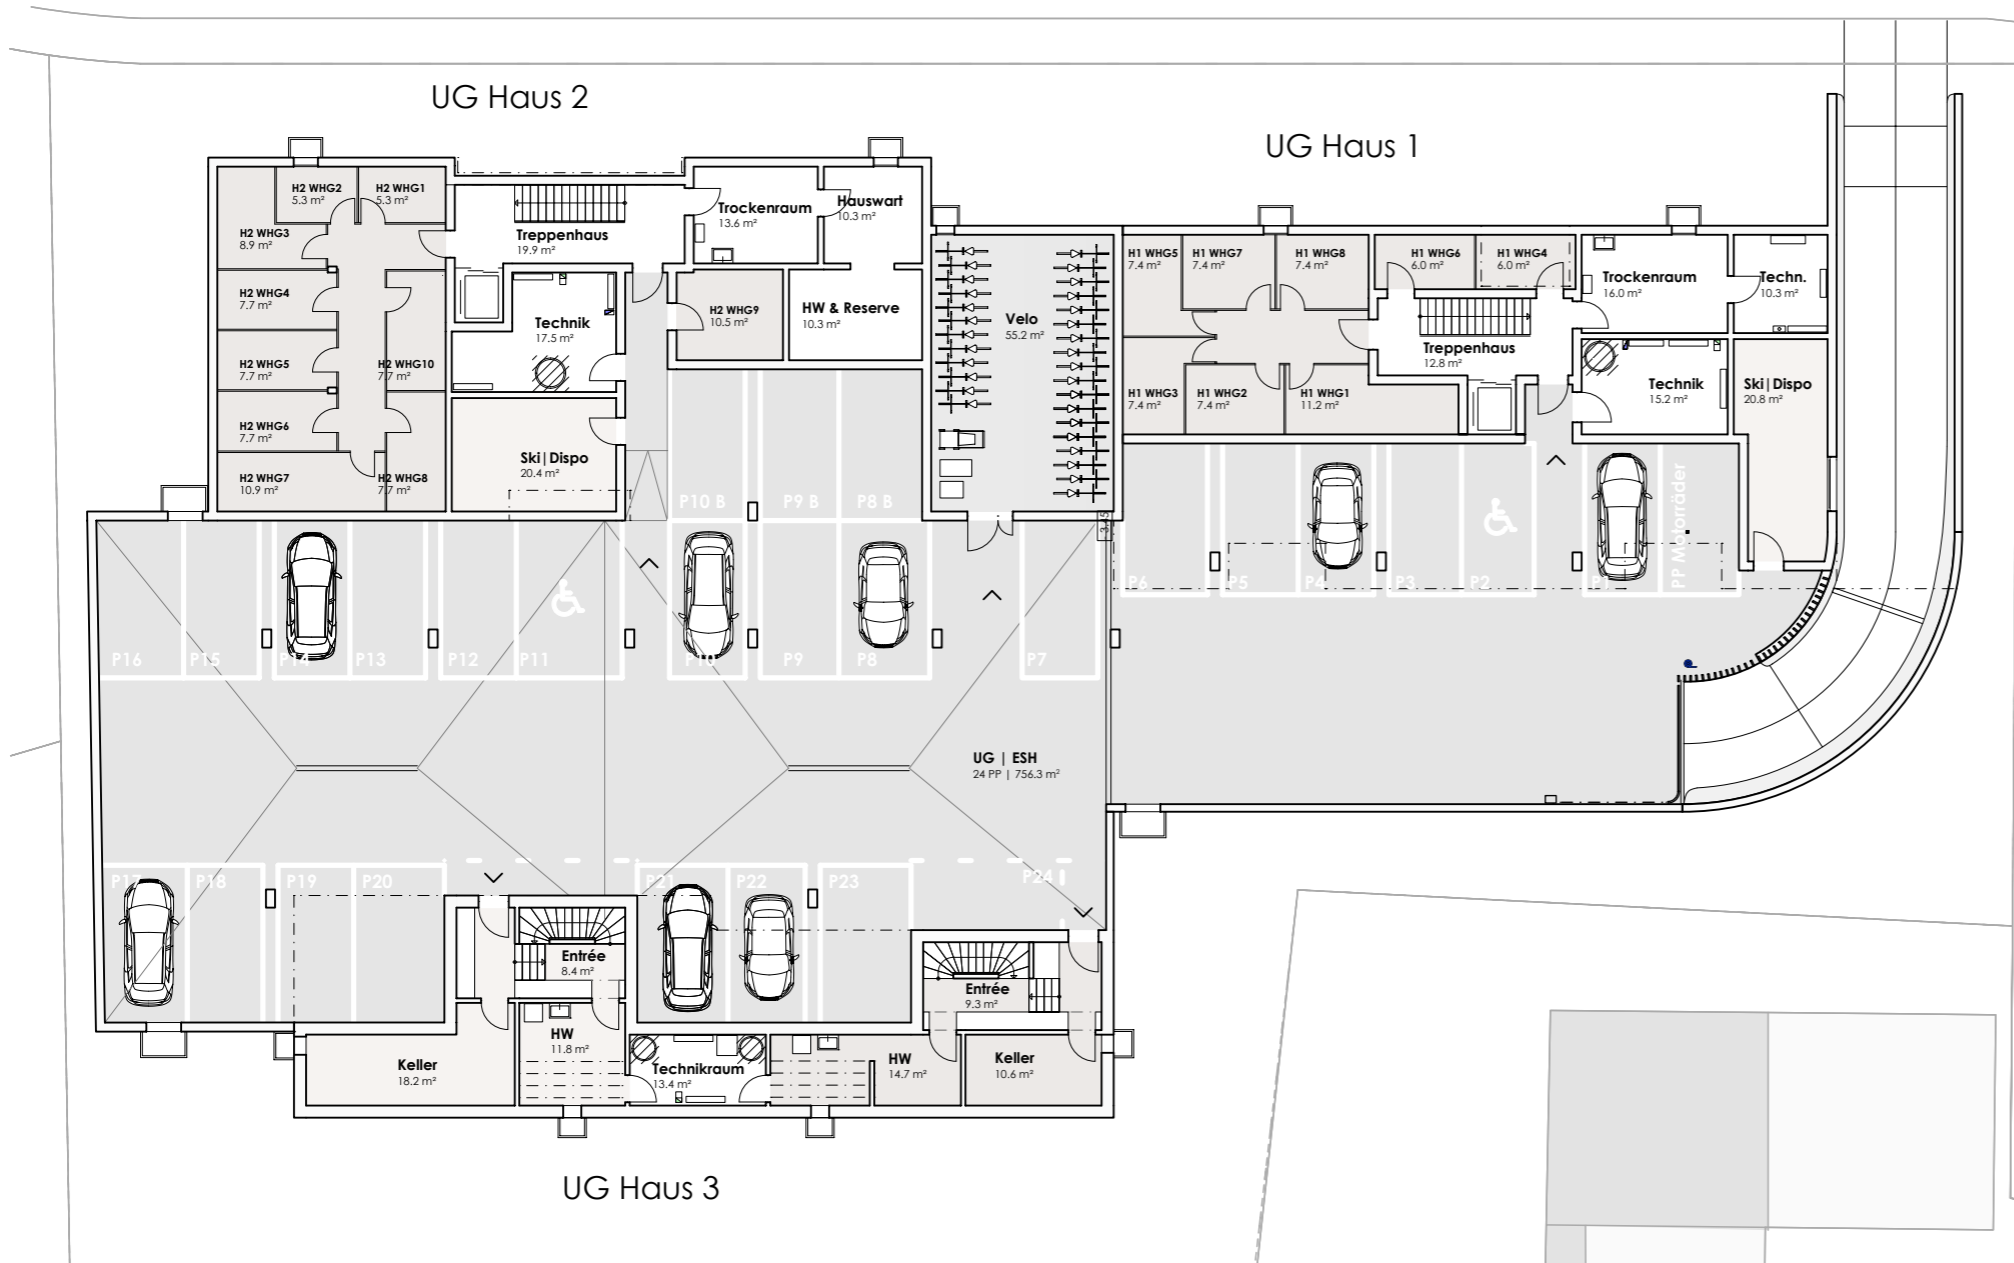 UG Haus 2
UG Haus 1
H2 WHG2
5.3 m²
H2 WHG1
5.3 m²
H2 WHG3
8.9 m²
H2 WHG4
7.7 m²
H2 WHG5
7.7 m²
H2 WHG6
7.7 m²
H2 WHG7
10.9 m²
H2 WHG10
7.7 m²
H2 WHG8
7.7 m²
Treppenhaus
19.9 m²
Technik
17.5 m²
Ski|Dispo
20.4 m²
Trockenraum
13.6 m²
Hauswart
10.3 m²
H2 WHG9
10.5 m²
HW & Reserve
10.3 m²
Velo
55.2 m²
H1 WHG5
7.4 m²
H1 WHG7
7.4 m²
H1 WHG8
7.4 m²
H1 WHG6
6.0 m²
H1 WHG4
6.0 m²
Trockenraum
16.0 m²
Techn.
10.3 m²
Treppenhaus
12.8 m²
H1 WHG3
7.4 m²
H1 WHG2
7.4 m²
H1 WHG1
11.2 m²
Technik
15.2 m²
Ski|Dispo
20.8 m²
P10 B
P9 B
P8 B
3.45
PP Motorräder
P6
P5
P4
P3
P2
P1
P16
P15
P14
P13
P12
P11
P10
P9
P8
P7
UG | ESH
24 PP | 756.3 m²
P17
P18
P19
P20
P21
P22
P23
P24
Entrée
8.4 m²
Entrée
9.3 m²
Keller
18.2 m²
HW
11.8 m²
Technikraum
13.4 m²
HW
14.7 m²
Keller
10.6 m²
UG Haus 3